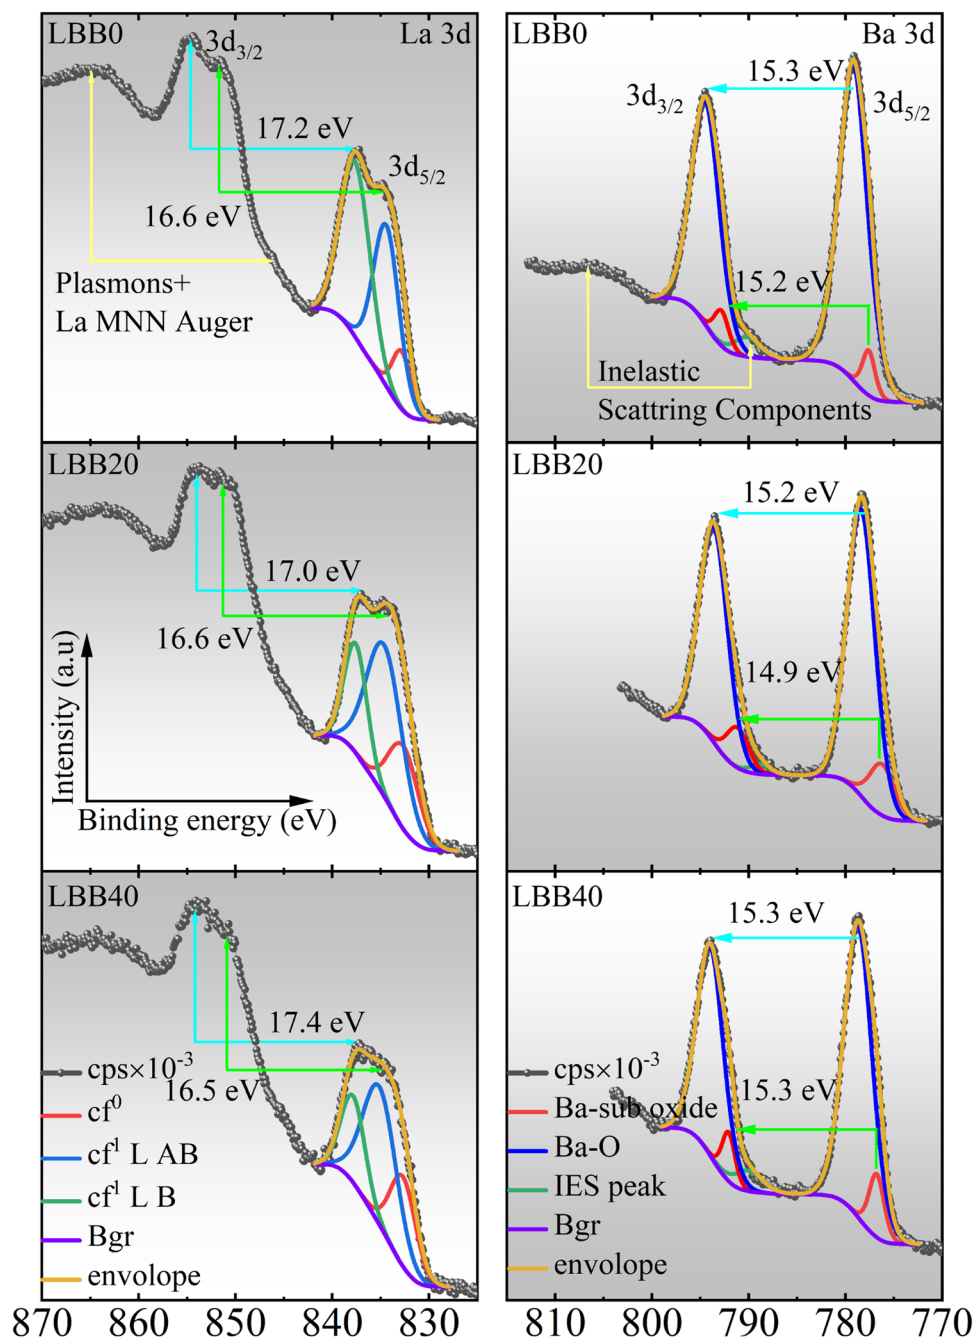 LBB0
La 3d
3d3/2
17.2 eV
3d5/2
16.6 eV
Plasmons+
La MNN Auger
LBB0
Ba 3d
15.3 eV
3d3/2
3d5/2
15.2 eV
Inelastic
Scattring Components
LBB20
17.0 eV
16.6 eV
Intensity (a.u)
Binding energy (eV)
LBB20
15.2 eV
14.9 eV
LBB40
17.4 eV
16.5 eV
cps×10-3
cf0
cf1 L AB
cf1 L B
Bgr
envolope
LBB40
15.3 eV
15.3 eV
cps×10-3
Ba-sub oxide
Ba-O
IES peak
Bgr
envolope
870 860 850 840 830
810 800 790 780 770